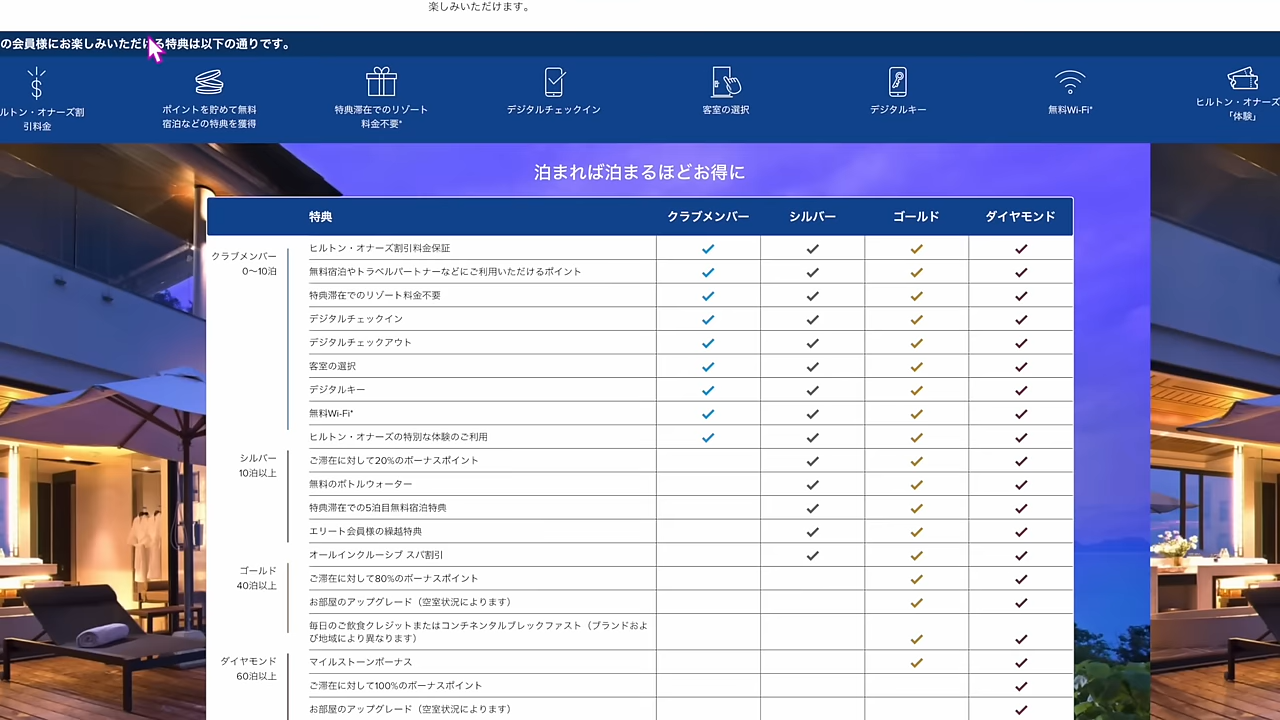 楽しみいただけます。
の会員様にお楽しみいただける特典は以下の通りです。
ルトン・オナーズ割
引料金
ポイントを貯めて無料
宿泊などの特典を獲得
特典滞在でのリゾート
料金不要*
デジタルチェックイン
客室の選択
デジタルキー
無料Wi-Fi*
ヒルトン・オナーズ
「体験」
泊まれば泊まるほどお得に
特典 クラブメンバー シルバー ゴールド ダイヤモンド
クラブメンバー
0〜10泊
ヒルトン・オナーズ割引料金保証
無料宿泊やトラベルパートナーなどにご利用いただけるポイント
特典滞在でのリゾート料金不要
デジタルチェックイン
デジタルチェックアウト
客室の選択
デジタルキー
無料Wi-Fi*
ヒルトン・オナーズの特別な体験のご利用
シルバー
10泊以上
ご滞在に対して20%のボーナスポイント
無料のボトルウォーター
特典滞在での5泊目無料宿泊特典
エリート会員様の繰越特典
オールインクルーシブ スパ割引
ゴールド
40泊以上
ご滞在に対して80%のボーナスポイント
お部屋のアップグレード（空室状況によります）
毎日のご飲食クレジットまたはコンチネンタルブレックファスト（ブランドおよ
び地域により異なります）
マイルストーンボーナス
ダイヤモンド
60泊以上
ご滞在に対して100%のボーナスポイント
お部屋のアップグレード（空室状況によります）